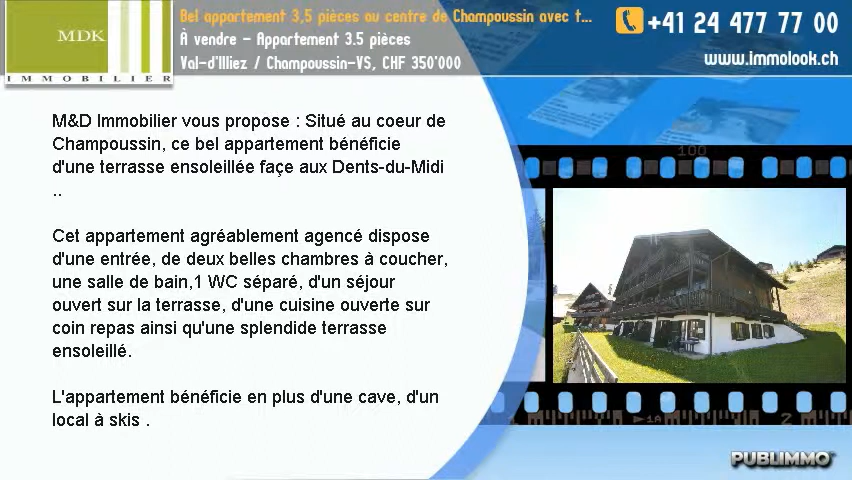 MDK
IMMOBILIER
Bel appartement 3,5 pièces au centre de Champoussin avec t...
À vendre - Appartement 3.5 pièces
Val-d'Illiez / Champoussin-VS, CHF 350'000
+41 24 477 77 00
www.immolook.ch
M&D Immobilier vous propose : Situé au coeur de
Champoussin, ce bel appartement bénéficie
d'une terrasse ensoleillée façe aux Dents-du-Midi
..
Cet appartement agréablement agencé dispose
d'une entrée, de deux belles chambres à coucher,
une salle de bain,1 WC séparé, d'un séjour
ouvert sur la terrasse, d'une cuisine ouverte sur
coin repas ainsi qu'une splendide terrasse
ensoleillé.
L'appartement bénéficie en plus d'une cave, d'un
local à skis .
100
1A
2
PUBLIMMO